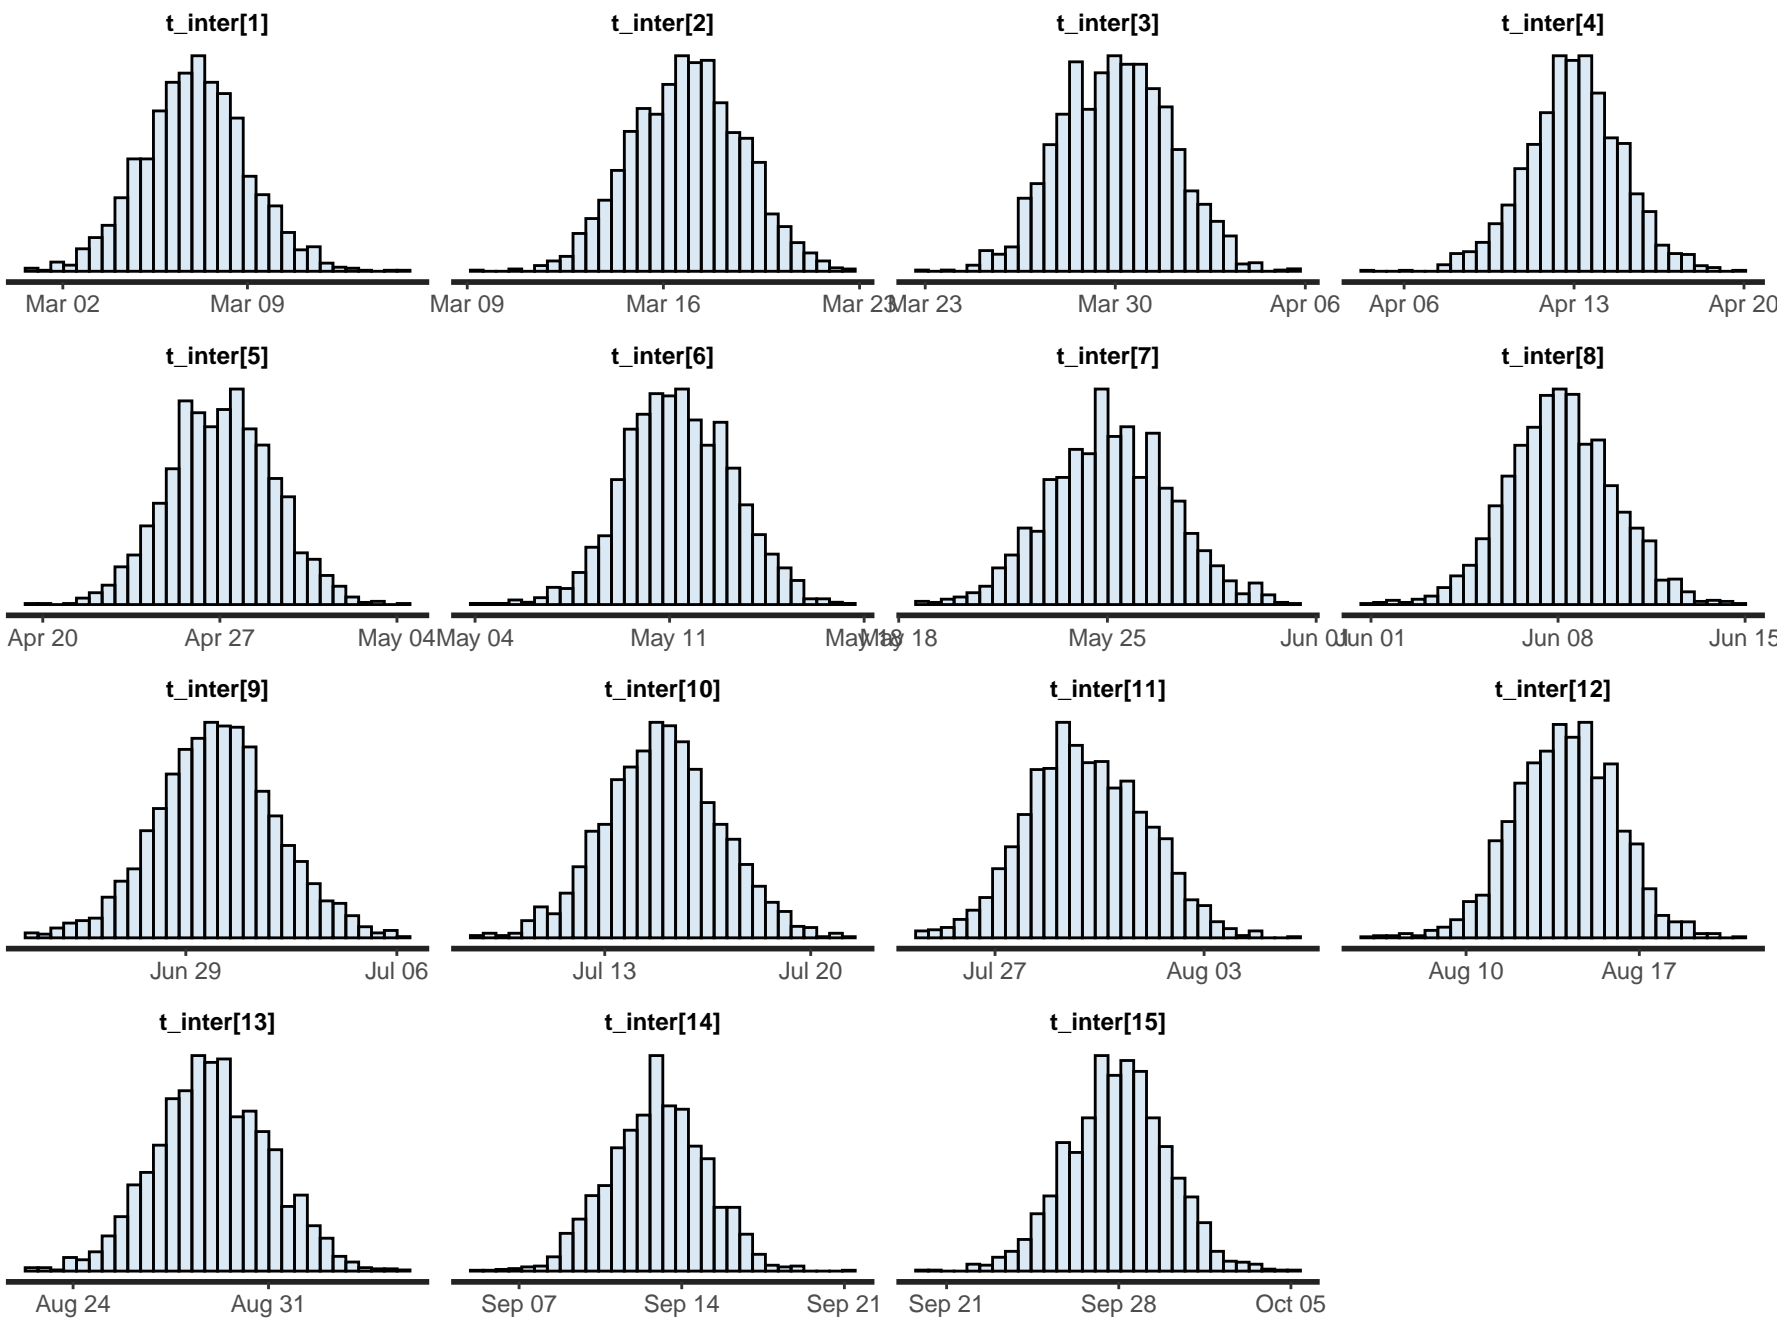 t_inter[1] t_inter[2] t_inter[3] t_inter[4]
Mar 02 Mar 09 Mar 09 Mar 16 Mar 23 Mar 23 Mar 30 Apr 06 Apr 06 Apr 13 Apr 20
t_inter[5] t_inter[6] t_inter[7] t_inter[8]
Apr 20 Apr 27 May 04 May 04 May 11 May 18 May 18 May 25 Jun 01 Jun 01 Jun 08 Jun 15
t_inter[9] t_inter[10] t_inter[11] t_inter[12]
Jun 29 Jul 06 Jul 13 Jul 20 Jul 27 Aug 03 Aug 10 Aug 17
t_inter[13] t_inter[14] t_inter[15]
Aug 24 Aug 31 Sep 07 Sep 14 Sep 21 Sep 21 Sep 28 Oct 05